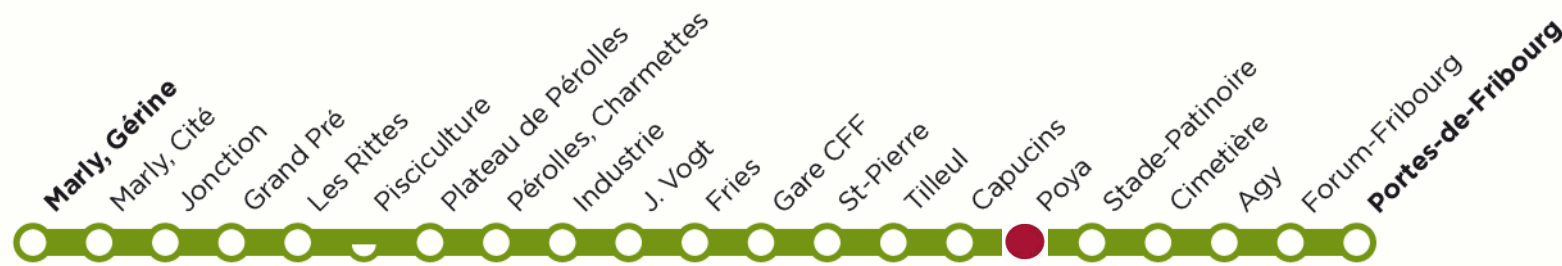 Marly, Gérine
Marly, Cité
Jonction
Grand Pré
Les Rittes
Pisciculture
Plateau de Pérolles
Pérolles, Charmettes
Industrie
J. Vogt
Fries
Gare CFF
St-Pierre
Tilleul
Capucins
Poya
Stade-Patinoire
Cimetière
Agy
Forum-Fribourg
Portes-de-Fribourg